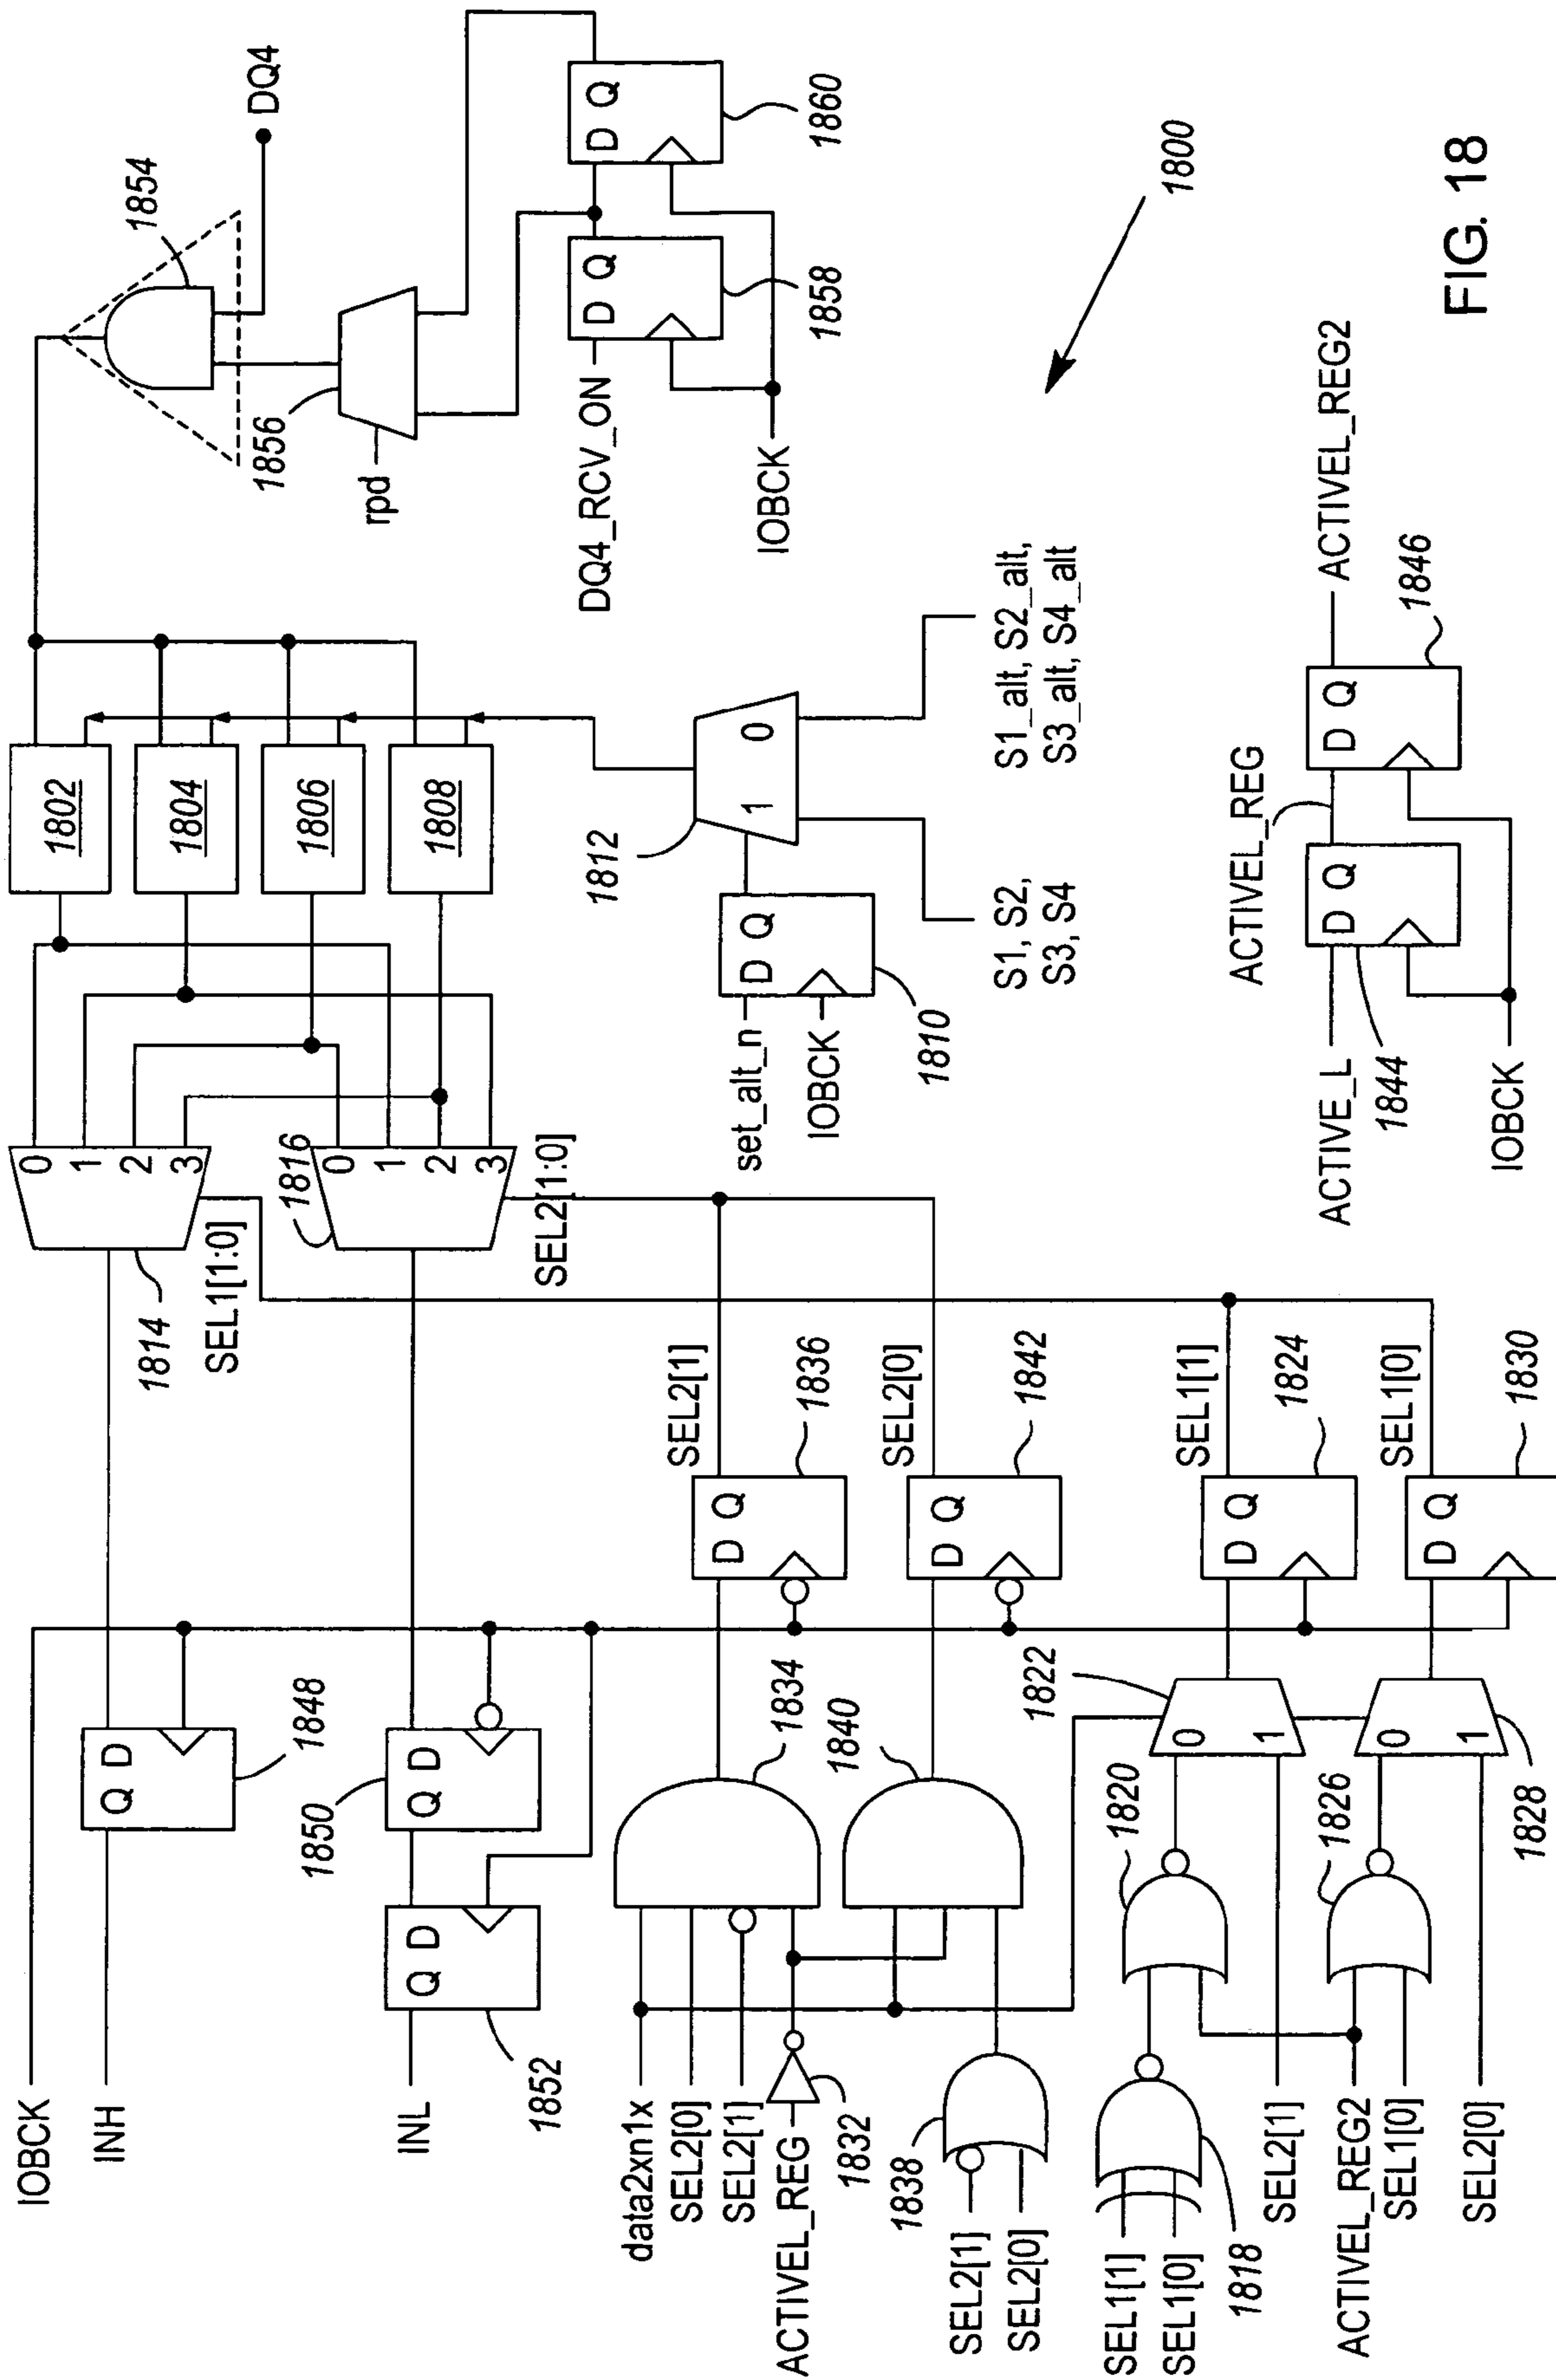 IOBCK
INH
Q D
1848
1814
SEL1[1:0]
0
1
2
3
1802
1804
1806
1808
1854
DQ4
1856
rpd
INL
Q D
1852
Q D
1850
1816
0
1
2
3
SEL2[1:0]
1812
1 0
set_alt_n
D Q
IOBCK
1810
S1, S2,
S3, S4
S1_alt, S2_alt,
S3_alt, S4_alt
DQ4_RCV_ON
D Q
1858
D Q
1860
IOBCK
data2xn1x
SEL2[0]
SEL2[1]
ACTIVEL_REG
1832
1834
D Q
SEL2[1]
1836
SEL2[1]
SEL2[0]
1838
1840
D Q
SEL2[0]
1842
SEL1[1]
SEL1[0]
1818
1820
SEL2[1]
1822
0
1
D Q
SEL1[1]
1824
ACTIVEL_REG2
SEL1[0]
SEL2[0]
1826
0
1
1828
D Q
SEL1[0]
1830
ACTIVE_L
1844
D Q
ACTIVEL_REG
D Q
ACTIVEL_REG2
1846
IOBCK
1800
FIG. 18